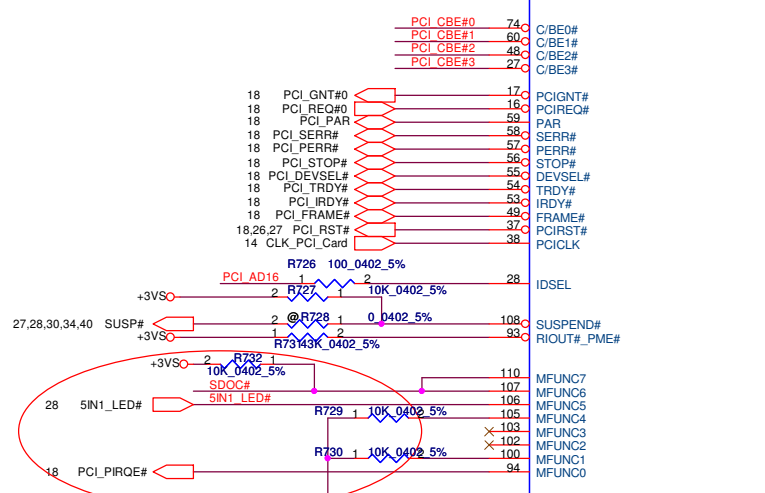 PCI_CBE#0 74 C/BE0#
PCI_CBE#1 60 C/BE1#
PCI_CBE#2 48 C/BE2#
PCI_CBE#3 27 C/BE3#
18 PCI_GNT#0 17 PCIGNT#
18 PCI_REQ#0 16 PCIREQ#
18 PCI_PAR 59 PAR
18 PCI_SERR# 58 SERR#
18 PCI_PERR# 57 PERR#
18 PCI_STOP# 56 STOP#
18 PCI_DEVSEL# 55 DEVSEL#
18 PCI_TRDY# 54 TRDY#
18 PCI_IRDY# 53 IRDY#
18 PCI_FRAME# 49 FRAME#
18,26,27 PCI_RST# 37 PCIRST#
14 CLK_PCI_Card 38 PCICLK
R726 100_0402_5%
PCI_AD16 1 2 28 IDSEL
R727 10K_0402_5%
+3VS 2 1
@R728 0_0402_5%
27,28,30,34,40 SUSP# 2 1 108 SUSPEND#
+3VS 1 2 93 RIOUT#_PME#
R731 43K_0402_5%
+3VS 2 R732 1
10K_0402_5%
110 MFUNC7
SDOC# 107 MFUNC6
28 5IN1_LED# 5IN1_LED# 106 MFUNC5
R729 1 10K_0402_5% 2 105 MFUNC4
103 MFUNC3
102 MFUNC2
R730 1 10K_0402_5% 2 100 MFUNC1
18 PCI_PIRQE# 94 MFUNC0